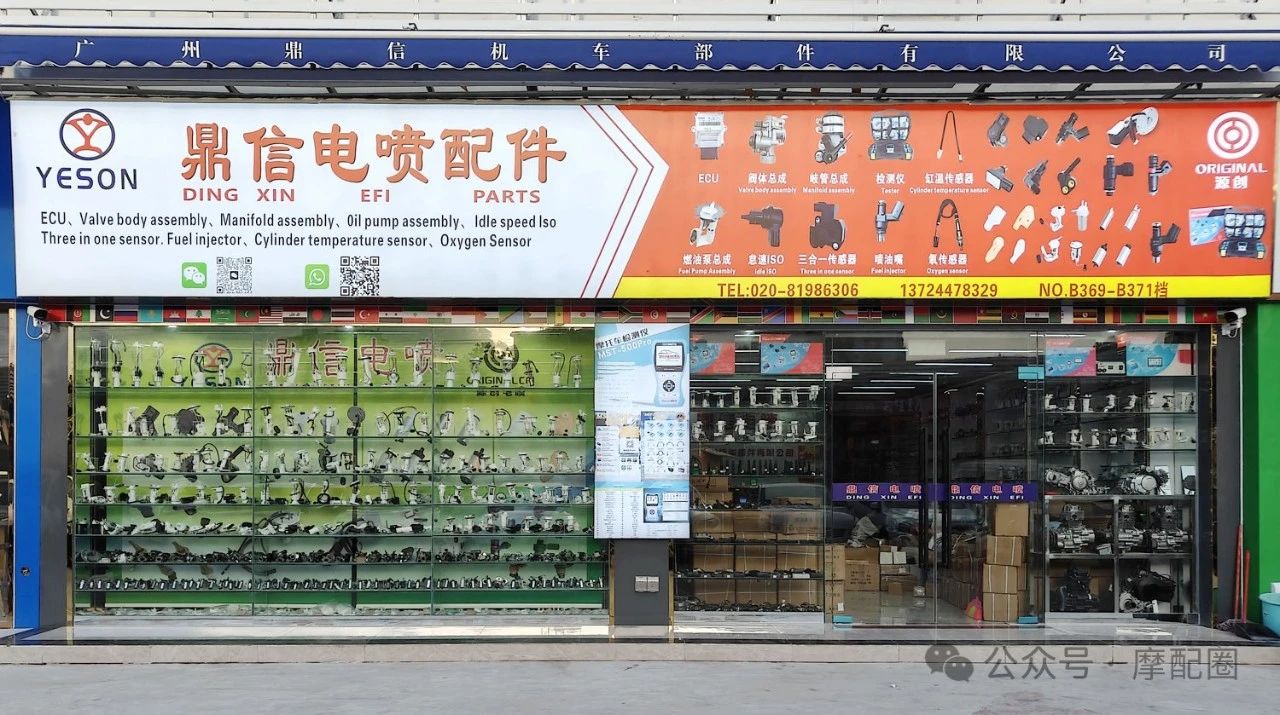 广州鼎信机车部件有限公司
YESON
鼎信电喷配件
DING XIN EFI PARTS
ECU、Valve body assembly、Manifold assembly、Oil pump assembly、Idle speed Iso
Three in one sensor. Fuel injector、Cylinder temperature sensor、Oxygen Sensor
ECU
阀体总成
Valve body assembly
岐管总成
Manifold assembly
检测仪
Tester
缸温传感器
Cylinder temperature sensor
燃油泵总成
Fuel Pump Assembly
怠速ISO
Idle ISO
三合一传感器
Three in one sensor
喷油嘴
Fuel injector
氧传感器
Oxygen sensor
ORIGINAL
源创
TEL:020-81986306 13724478329 NO.B369-B371档
鼎信电喷
摩托车检测仪
MST-500Pro
鼎信电喷 鼎信电喷
DING XIN EFI DING XIN EFI
公众号·摩配圈